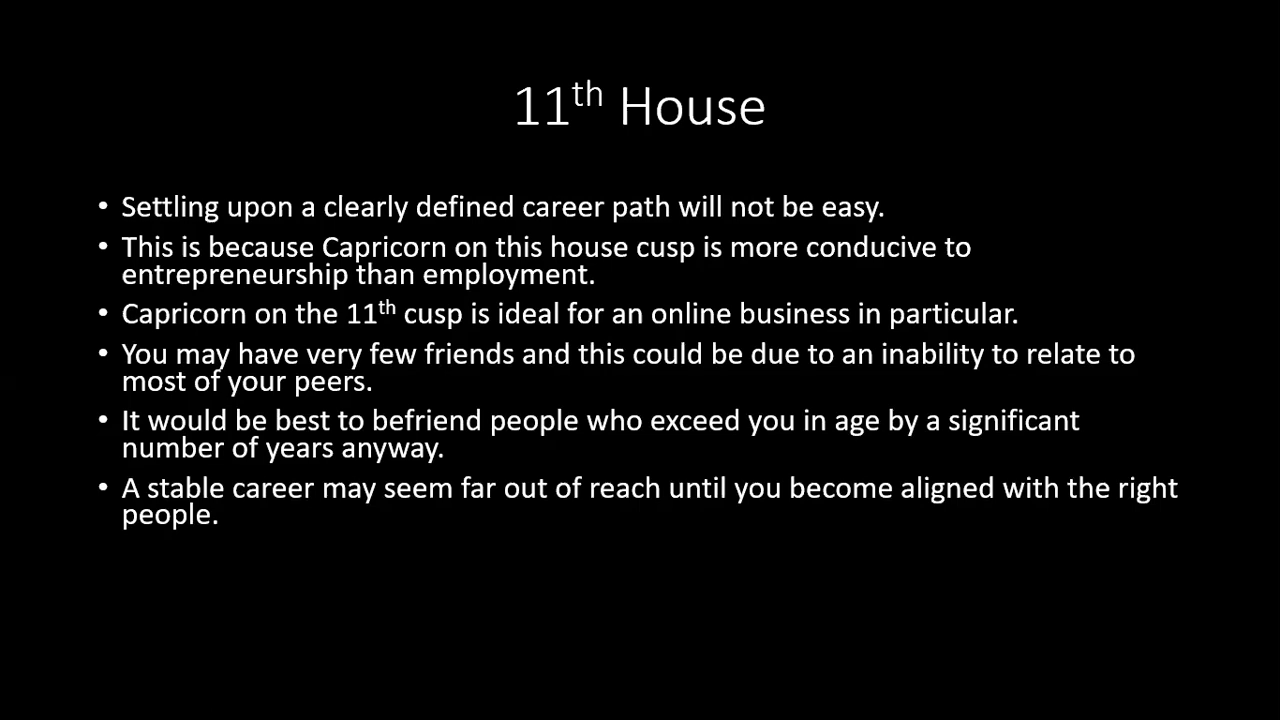 11th House
• Settling upon a clearly defined career path will not be easy.
• This is because Capricorn on this house cusp is more conducive to
entrepreneurship than employment.
• Capricorn on the 11th cusp is ideal for an online business in particular.
• You may have very few friends and this could be due to an inability to relate to
most of your peers.
• It would be best to befriend people who exceed you in age by a significant
number of years anyway.
• A stable career may seem far out of reach until you become aligned with the right
people.